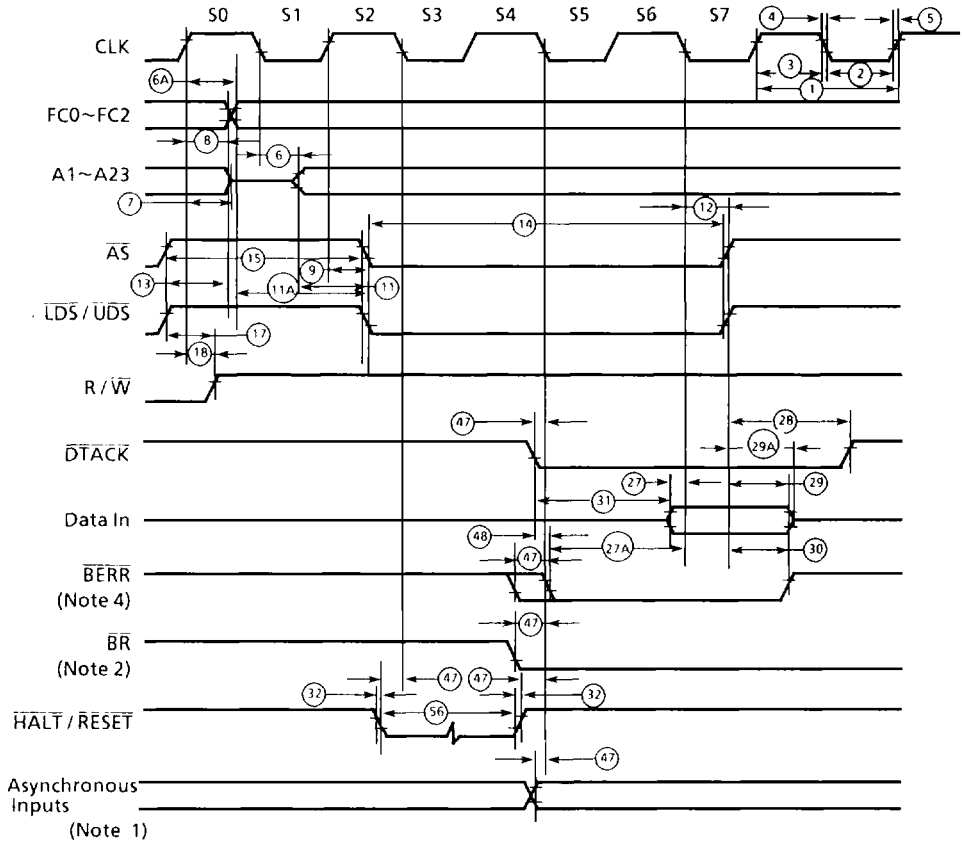 S0 S1 S2 S3 S4 S5 S6 S7
4 5
CLK
3 2
6A 1
FC0~FC2
8 6
A1~A23
7 12
14
AS
15 9
13 11A 11
LDS / UDS
17
18
R / W
47 28
DTACK 29A
27 29
31
Data In
48 27A 30
47
BERR
(Note 4)
47
BR
(Note 2)
47 47
32 32
56
HALT / RESET
47
Asynchronous
Inputs
(Note 1)